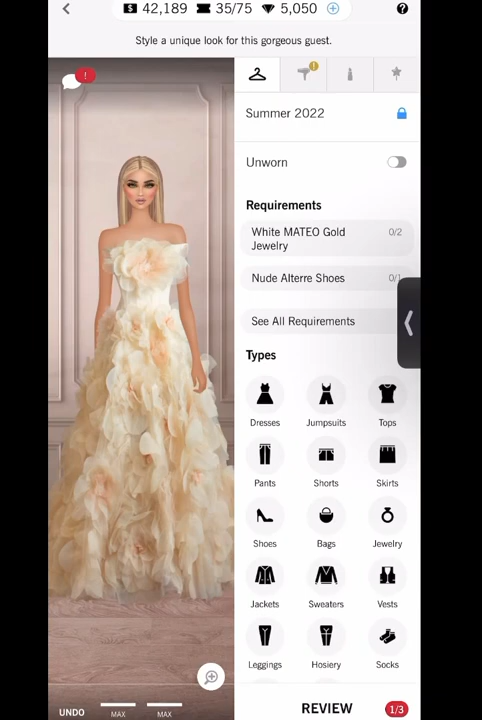 $ 42,189 35/75 5,050
Style a unique look for this gorgeous guest.
Summer 2022
Unworn
Requirements
White MATEO Gold
Jewelry
0/2
Nude Alterre Shoes 0/1
See All Requirements
Types
Dresses Jumpsuits Tops
Pants Shorts Skirts
Shoes Bags Jewelry
Jackets Sweaters Vests
Leggings Hosiery Socks
UNDO MAX MAX REVIEW 1/3